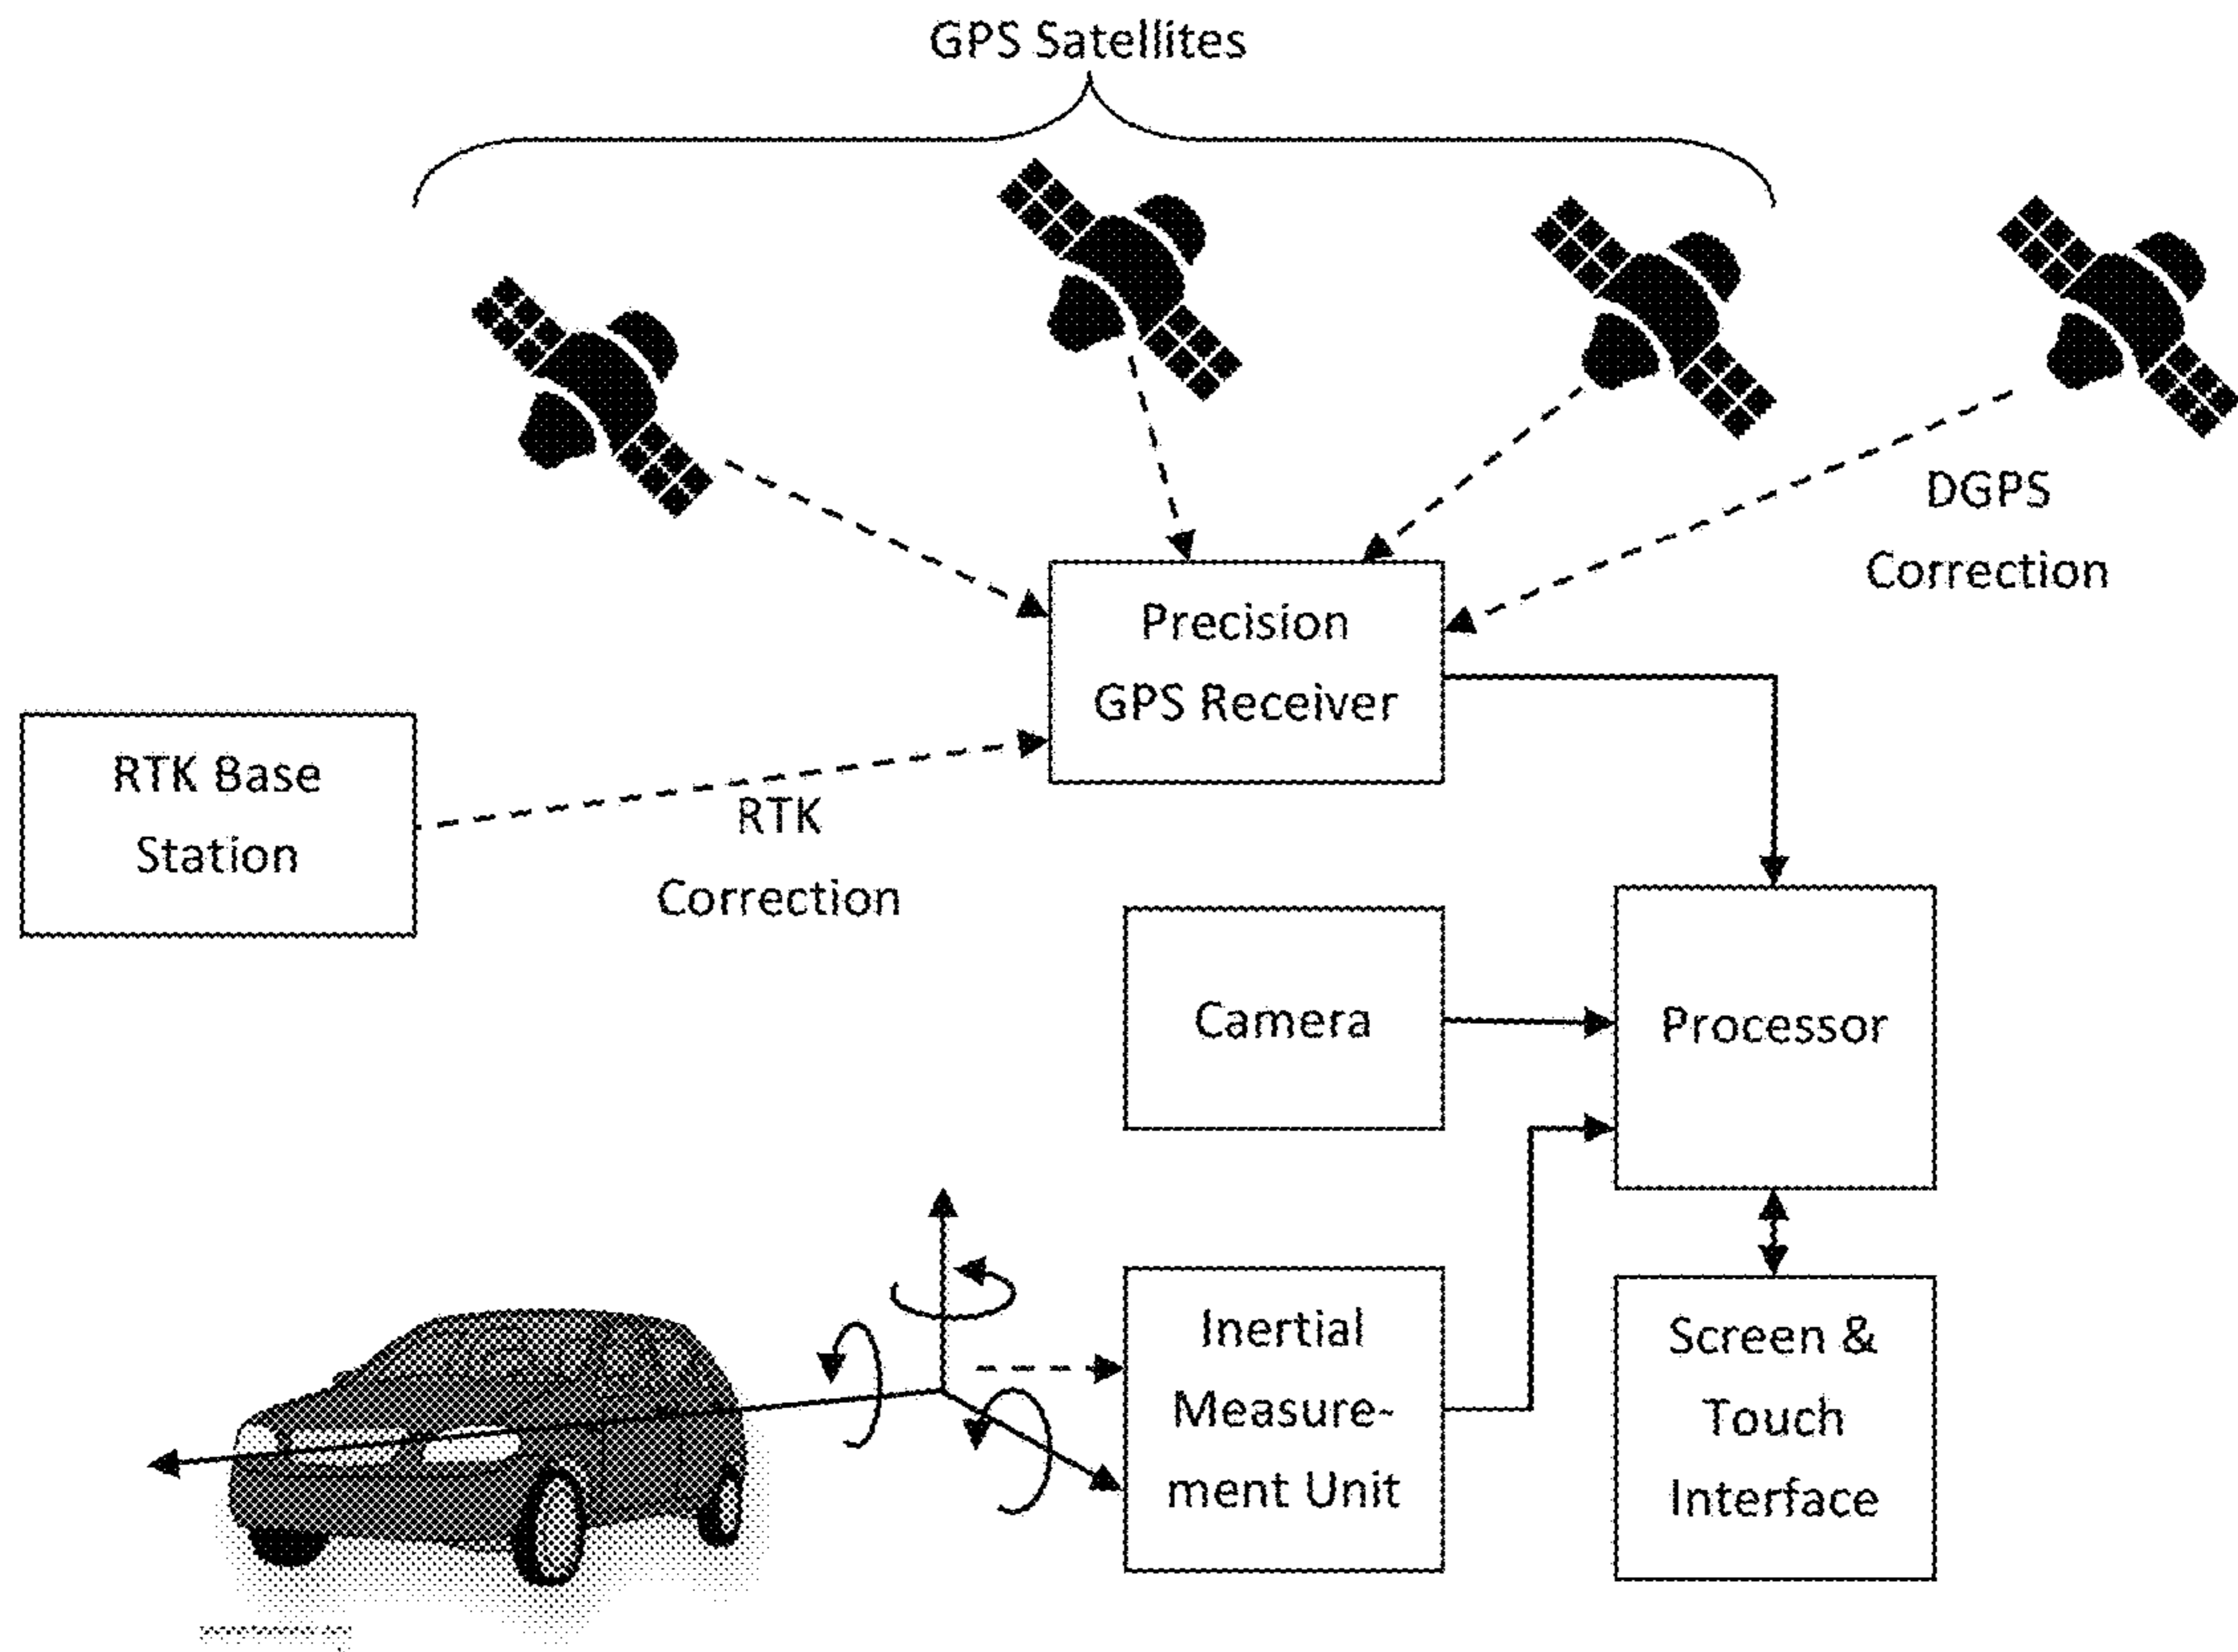 GPS Satellites
DGPS
Correction
Precision
GPS Receiver
RTK Base
Station
RTK
Correction
Camera
Processor
Inertial
Measure-
ment Unit
Screen &
Touch
Interface